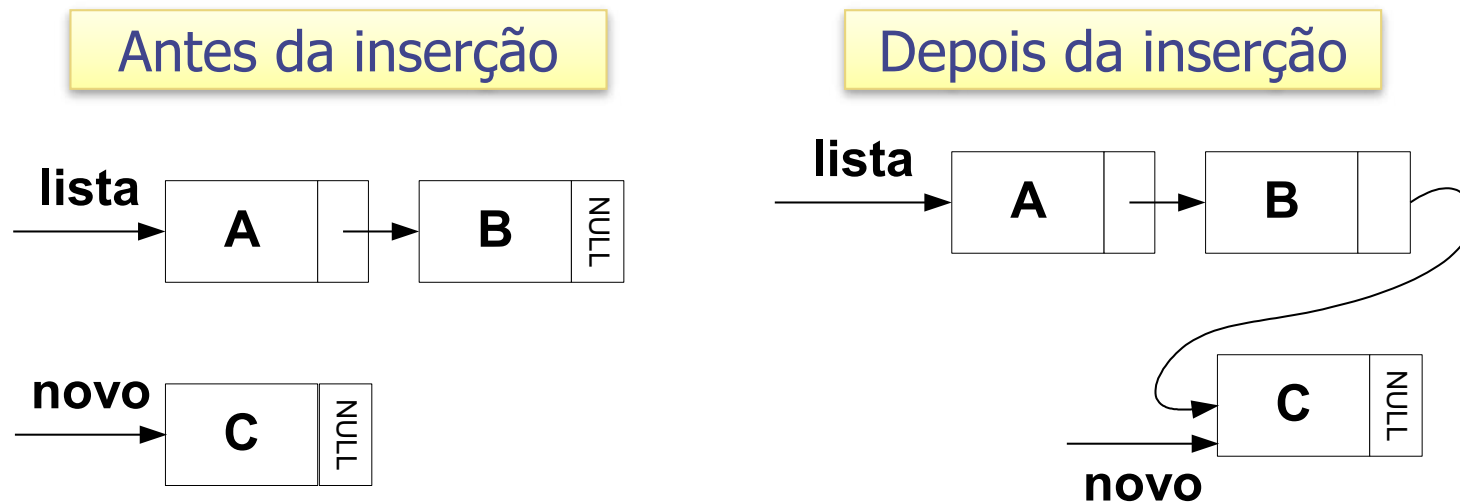 Antes da inserção
lista
A
B
NULL
novo
C
NULL
Depois da inserção
lista
A
B
C
NULL
novo